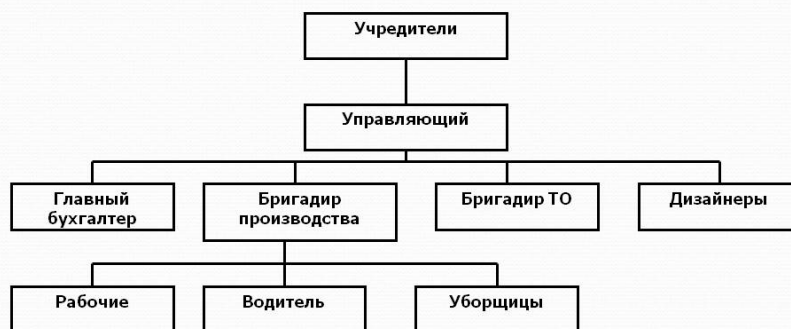 Учредители
Управляющий
Главный
бухгалтер
Бригадир
производства
Бригадир ТО
Дизайнеры
Рабочие
Водитель
Уборщицы